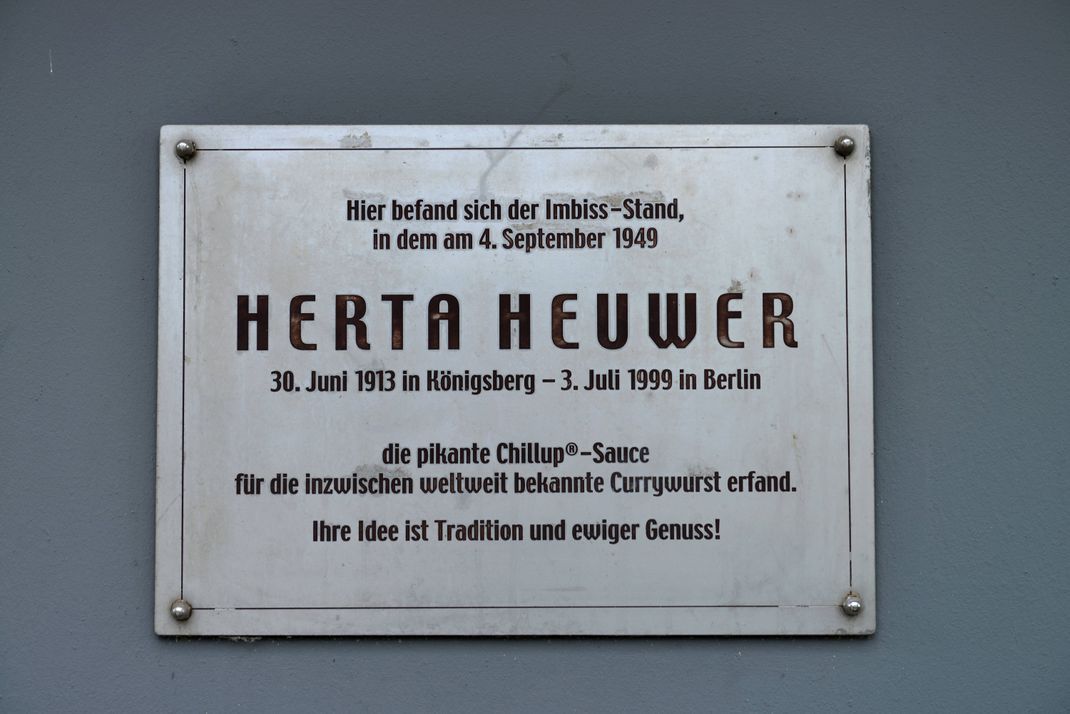 Hier befand sich der Imbiss-Stand,
in dem am 4. September 1949
HERTA HEUWER
30. Juni 1913 in Königsberg – 3. Juli 1999 in Berlin
die pikante Chillup®-Sauce
für die inzwischen weltweit bekannte Currywurst erfand.
Ihre Idee ist Tradition und ewiger Genuss!